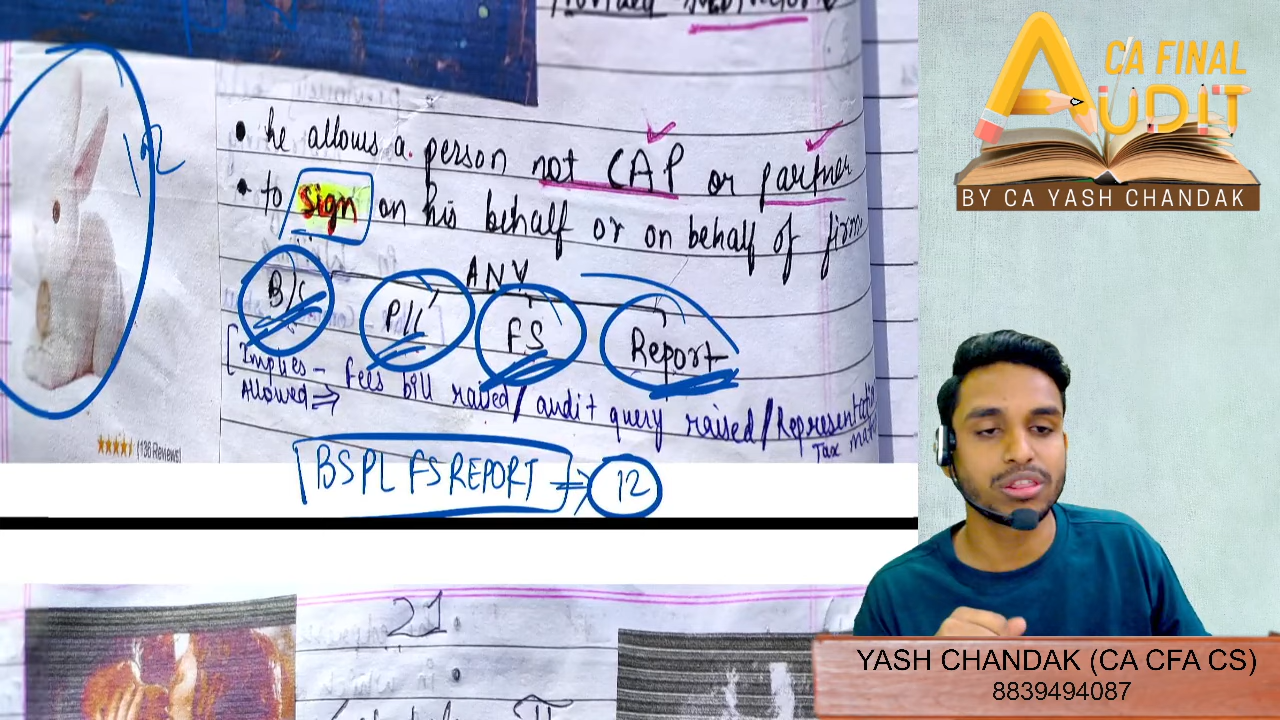 • he allows a person not CAP or partner
• to sign on his behalf or on behalf of firm
ANY
B/S P/L FS Report
[Implies - Fees bill raised / audit query raised / Representation
Allowed ⇒ Tax
BSPL FS REPORT ⇒ 12
(136 Reviews)
12
21.
CA FINAL
AUDIT
BY CA YASH CHANDAK
YASH CHANDAK (CA CFA CS)
8839494087